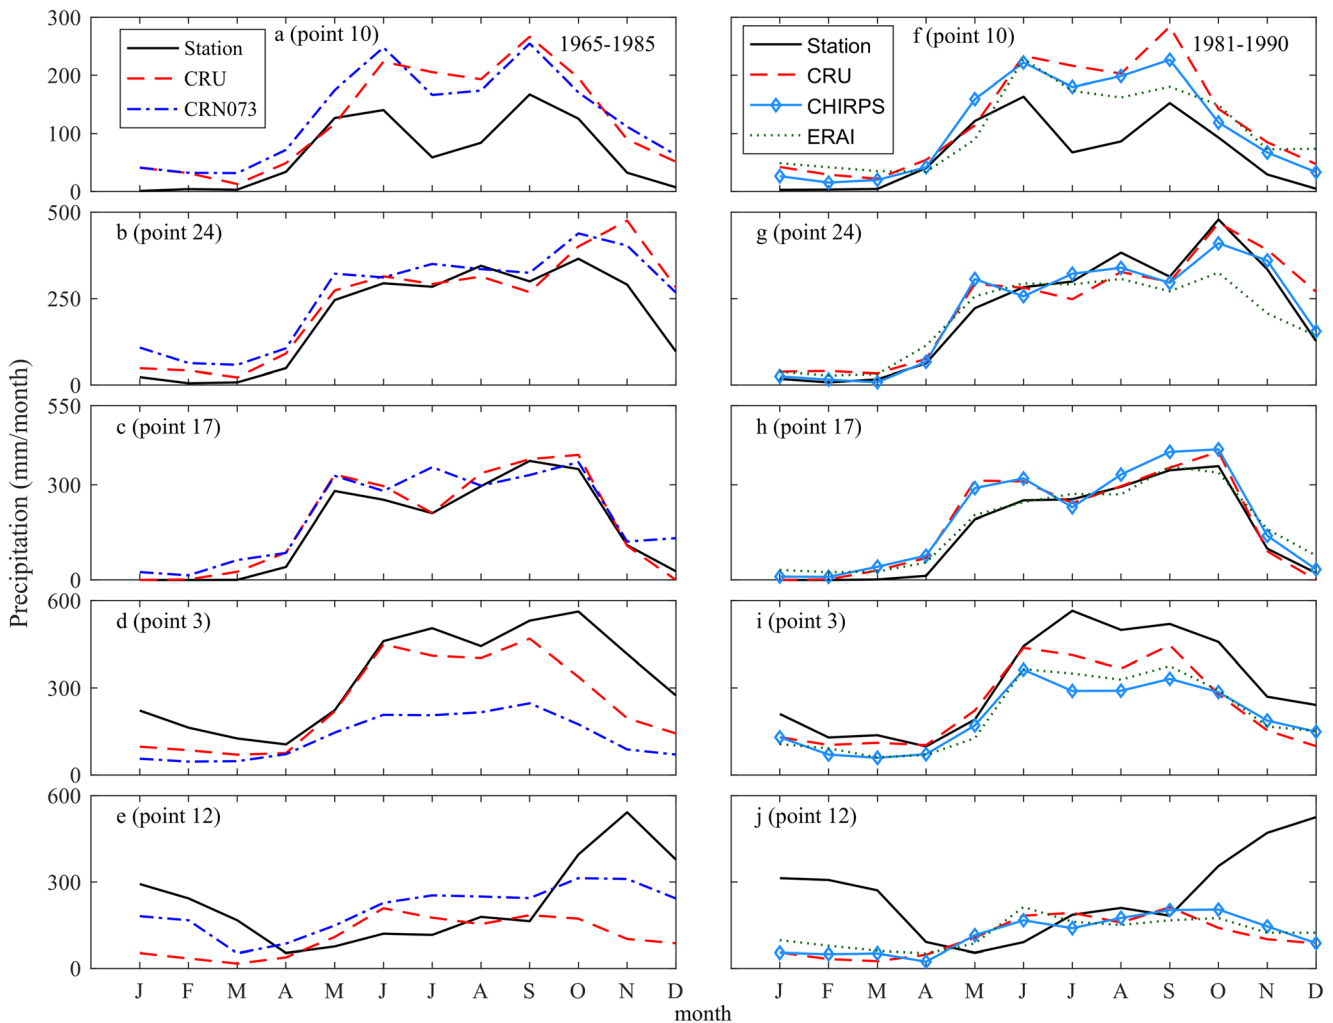 300
200
100
0
Station
CRU
CRN073
a (point 10)
1965-1985
Station
CRU
CHIRPS
ERAI
f (point 10)
1981-1990
500
250
0
b (point 24)
g (point 24)
550
300
0
c (point 17)
h (point 17)
600
300
0
d (point 3)
i (point 3)
600
300
0
e (point 12)
j (point 12)
J F M A M J J A S O N D
J F M A M J J A S O N D
month
Precipitation (mm/month)